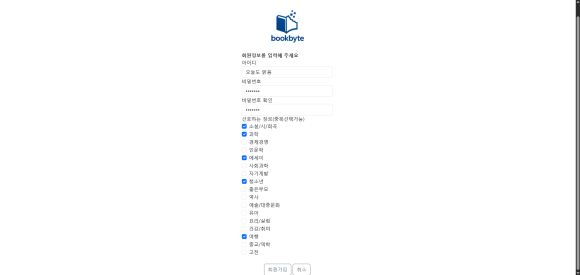 bookbyte
회원정보를 입력해 주세요
아이디
오늘도 맑음
비밀번호
•••••••
비밀번호 확인
•••••••
선호하는 장르(중복선택가능)
소설/시/희곡
과학
경제경영
인문학
에세이
사회과학
자기계발
청소년
좋은부모
역사
예술/대중문화
유아
요리/살림
건강/취미
여행
종교/역학
고전
회원가입
취소